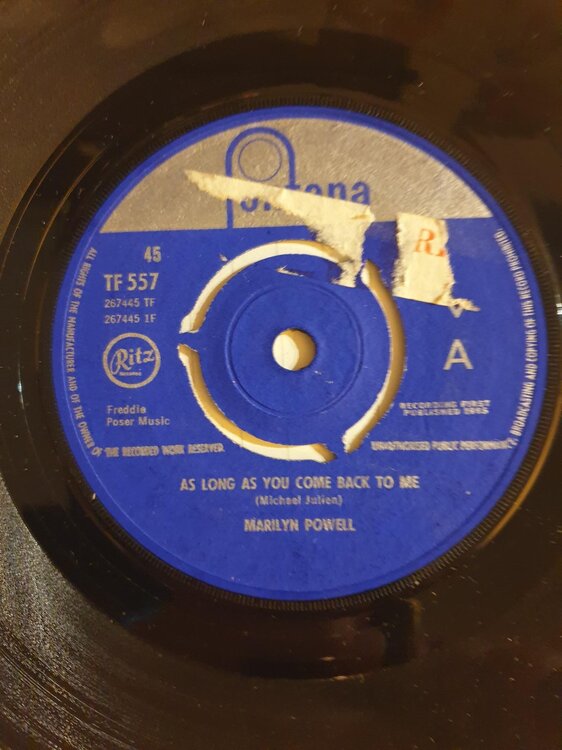 45
TF 557
267445 TF
267445 1F
Ritz
Records
Freddie
Poser Music
R.
A
RECORDING FIRST
PUBLISHED 1965
ALL RIGHTS OF THE MANUFACTURER AND OF THE OWNER OF THE RECORDED WORK RESERVED.
UNAUTHORISED PUBLIC PERFORMANCE, BROADCASTING AND COPYING OF THIS RECORD PROHIBITED.
AS LONG AS YOU COME BACK TO ME
(Michael Julien)
MARILYN POWELL